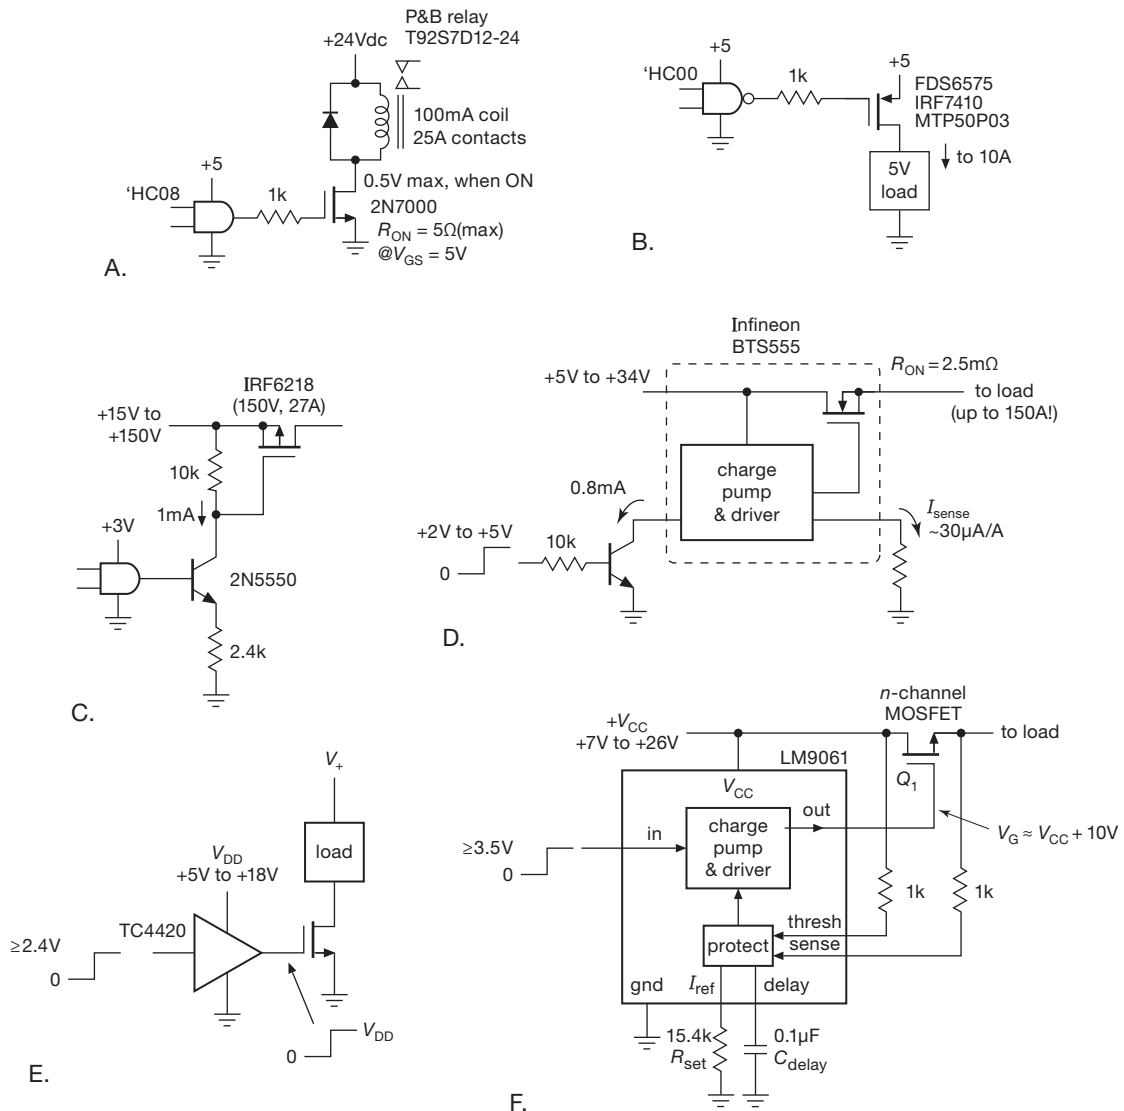 P&B relay
T92S7D12-24
+24Vdc
100mA coil
25A contacts
+5
'HC08
1k
0.5V max, when ON
2N7000
RON = 5Ω(max)
@VGS = 5V
A.
+5
'HC00
1k
+5
FDS6575
IRF7410
MTP50P03
to 10A
5V
load
B.
IRF6218
(150V, 27A)
+15V to
+150V
10k
1mA
+3V
2N5550
2.4k
C.
Infineon
BTS555
RON = 2.5mΩ
+5V to +34V
to load
(up to 150A!)
charge
pump
& driver
0.8mA
Isense
~30µA/A
+2V to +5V
0
10k
D.
V+
load
VDD
+5V to +18V
TC4420
≥2.4V
0
VDD
0
E.
n-channel
MOSFET
+VCC
+7V to +26V
to load
LM9061
VCC
Q1
out
in
charge
pump
& driver
VG ≈ VCC + 10V
≥3.5V
0
1k
1k
thresh
protect
sense
gnd
Iref
delay
15.4k
Rset
0.1µF
Cdelay
F.